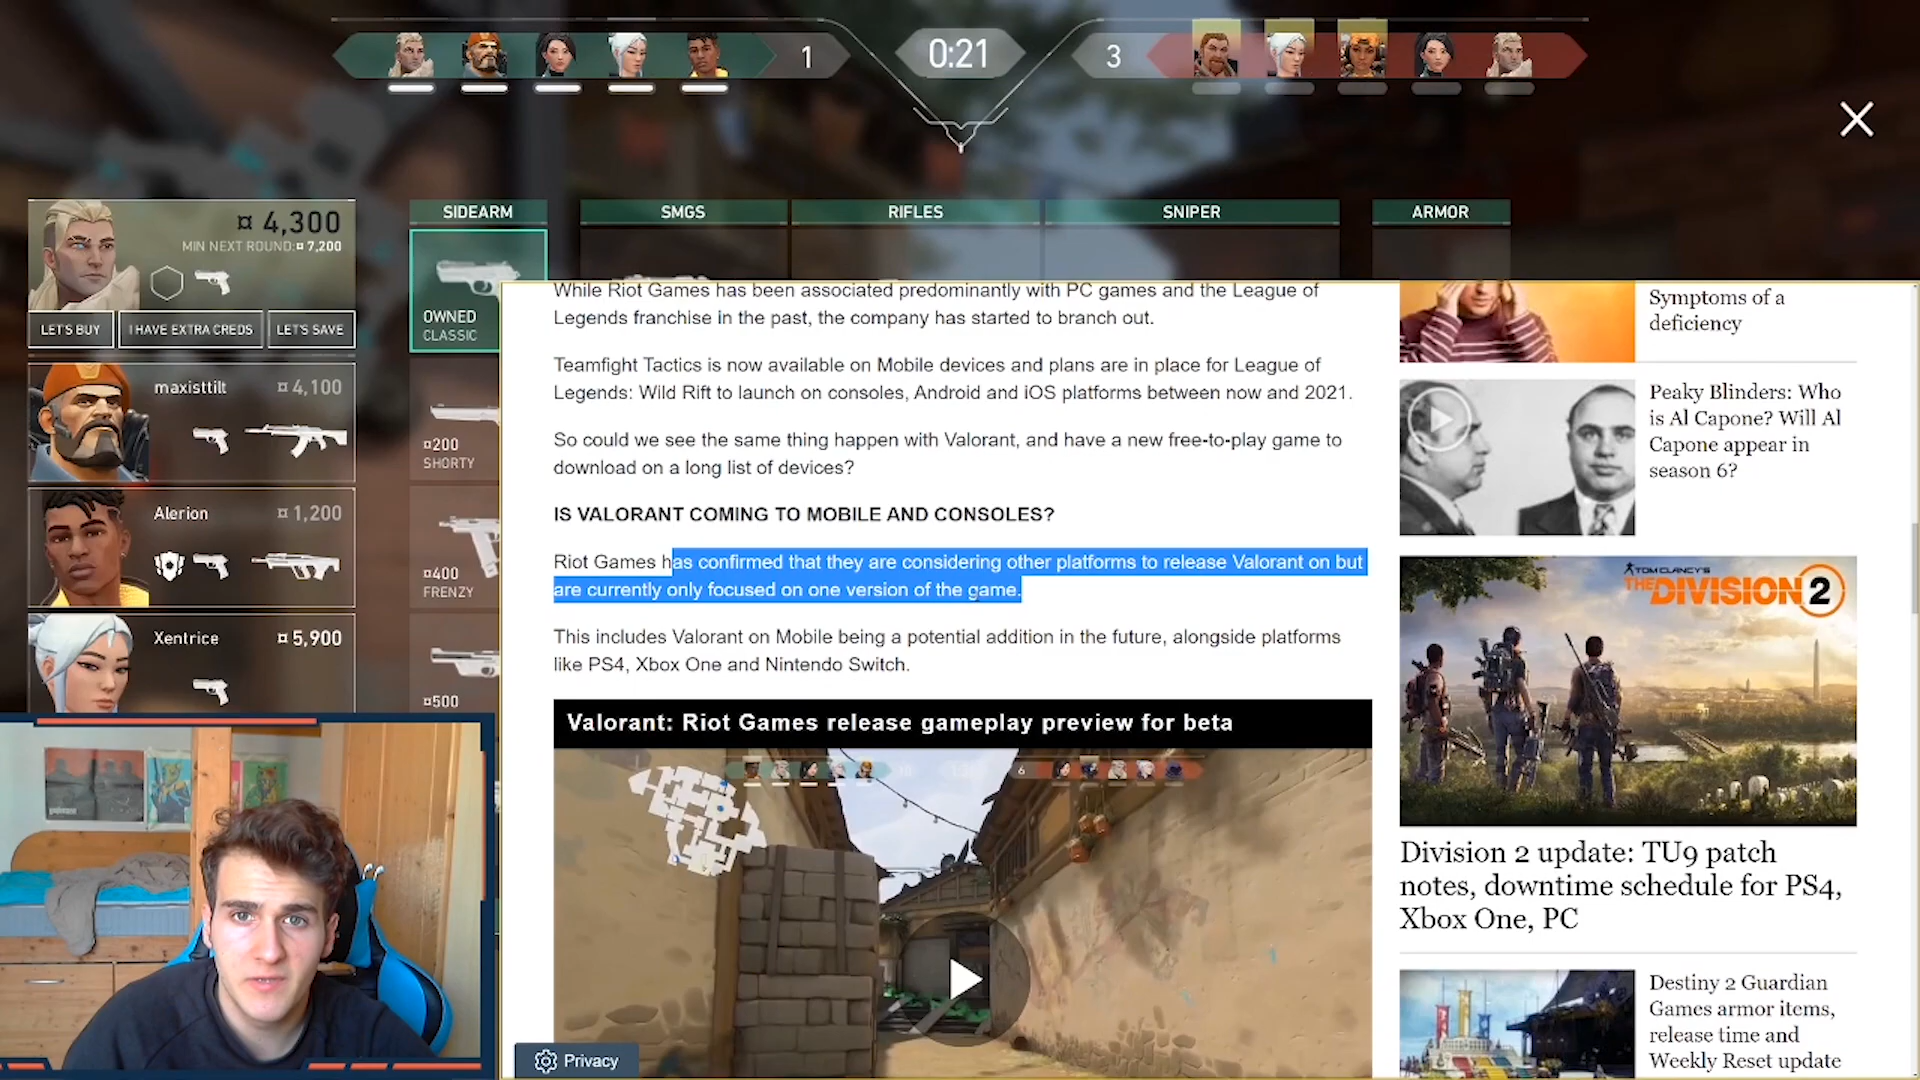 1
0:21
3
¤ 4,300
MIN NEXT ROUND: ¤ 7,200
LET'S BUY
I HAVE EXTRA CREDS
LET'S SAVE
maxisttilt
¤ 4,100
Alerion
¤ 1,200
Xentrice
¤ 5,900
SIDEARM
SMGS
RIFLES
SNIPER
ARMOR
OWNED
CLASSIC
¤200
SHORTY
¤400
FRENZY
¤500
While Riot Games has been associated predominantly with PC games and the League of
Legends franchise in the past, the company has started to branch out.
Teamfight Tactics is now available on Mobile devices and plans are in place for League of
Legends: Wild Rift to launch on consoles, Android and iOS platforms between now and 2021.
So could we see the same thing happen with Valorant, and have a new free-to-play game to
download on a long list of devices?
IS VALORANT COMING TO MOBILE AND CONSOLES?
Riot Games has confirmed that they are considering other platforms to release Valorant on but
are currently only focused on one version of the game.
This includes Valorant on Mobile being a potential addition in the future, alongside platforms
like PS4, Xbox One and Nintendo Switch.
Valorant: Riot Games release gameplay preview for beta
6
Privacy
Symptoms of a
deficiency
Peaky Blinders: Who
is Al Capone? Will Al
Capone appear in
season 6?
TOM CLANCY'S
THE DIVISION 2
Division 2 update: TU9 patch
notes, downtime schedule for PS4,
Xbox One, PC
Destiny 2 Guardian
Games armor items,
release time and
Weekly Reset update